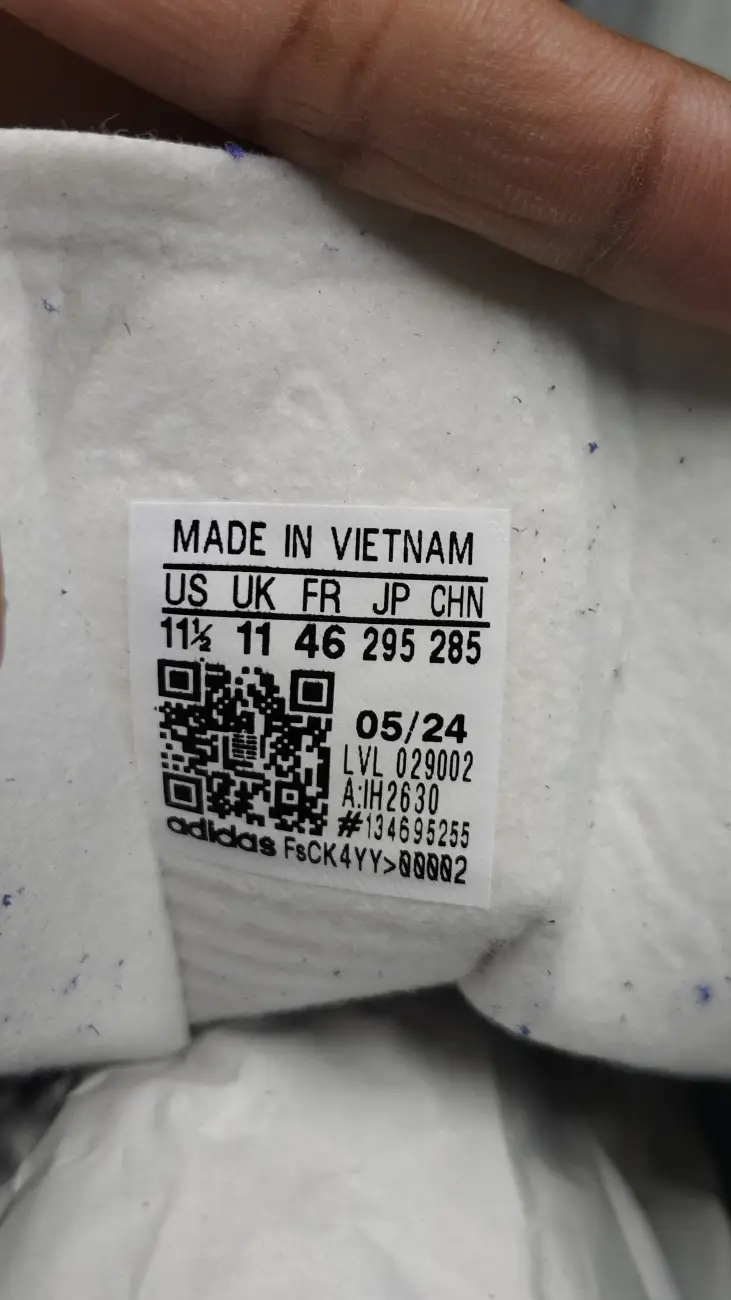 MADE IN VIETNAM
US UK FR JP CHN
11½ 11 46 295 285
05/24
LVL 029002
A:IH2630
#134695255
adidas FsCK4YY>00002